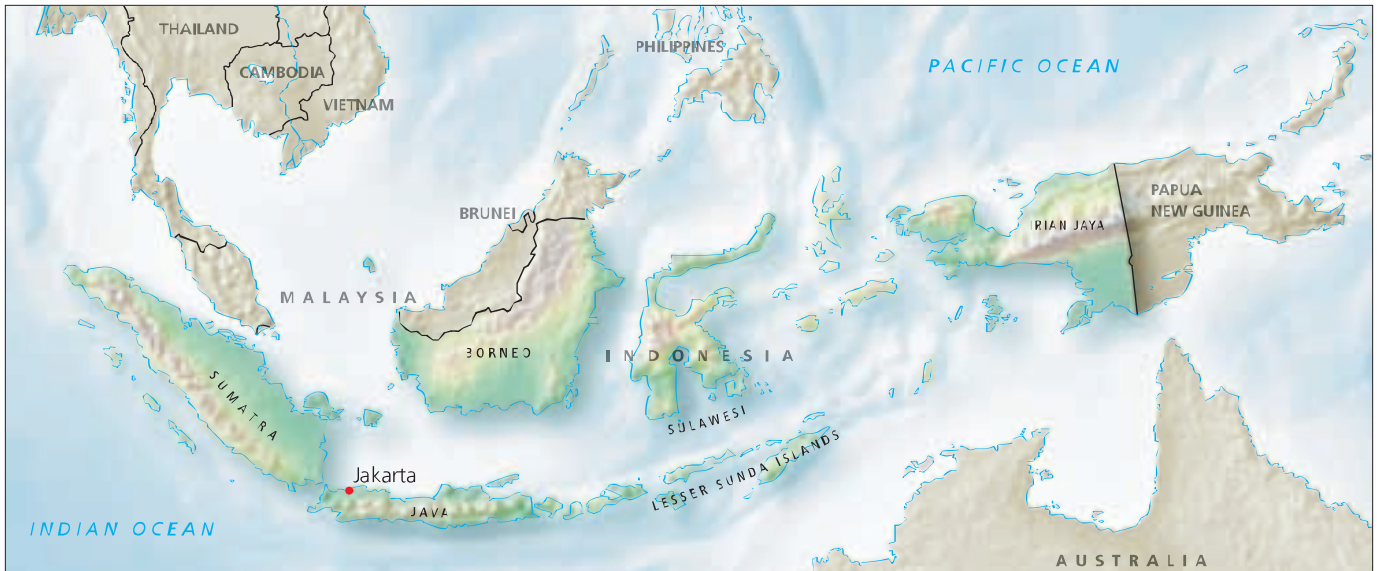 THAILAND
PHILIPPINES
PACIFIC OCEAN
CAMBODIA
VIETNAM
PAPUA
NEW GUINEA
BRUNEI
IRIAN JAYA
MALAYSIA
BORNEO
INDONESIA
SUMATRA
SULAWESI
LESSER SUNDA ISLANDS
Jakarta
JAVA
INDIAN OCEAN
AUSTRALIA